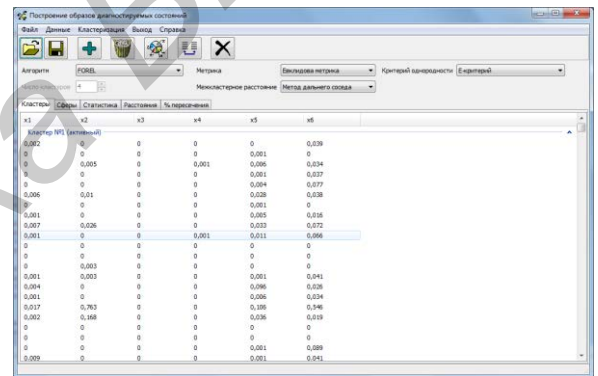 Построение образов диагностируемых состояний
Файл Данные Кластеризация Выход Справка
Алгоритм FOREL Метрика Евклидова метрика Критерий однородности E-критерий
Число кластеров 4 Межкластерное расстояние Метод дальнего соседа
Кластеры Сферы Статистика Расстояния % пересечения
x1 x2 x3 x4 x5 x6
Кластер №1 (активный)
0,002 0 0 0 0 0,039
0 0 0 0 0,001 0
0 0,005 0 0,001 0,006 0,034
0 0 0 0 0,001 0,037
0 0 0 0 0,004 0,077
0,006 0,01 0 0 0,028 0,038
0 0 0 0 0,001 0
0,001 0 0 0 0,005 0,016
0,007 0,026 0 0 0,033 0,072
0,001 0 0 0,001 0,011 0,066
0 0 0 0 0 0
0 0 0 0 0 0
0 0,003 0 0 0 0
0,001 0,003 0 0 0,001 0,041
0,004 0 0 0 0,096 0,026
0,001 0 0 0 0,006 0,034
0,017 0,763 0 0 0,106 0,546
0,002 0,168 0 0 0,036 0,019
0 0 0 0 0 0
0 0 0 0 0 0
0 0 0 0 0,001 0,089
0,009 0 0 0 0,001 0,041